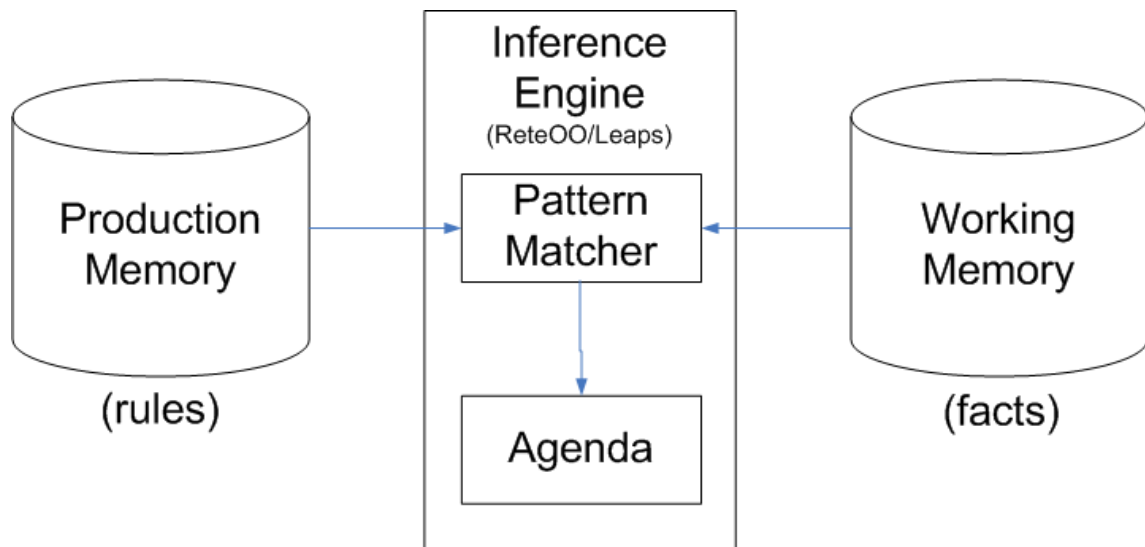 Inference
Engine
(ReteOO/Leaps)
Production
Memory
(rules)
Pattern
Matcher
Agenda
Working
Memory
(facts)